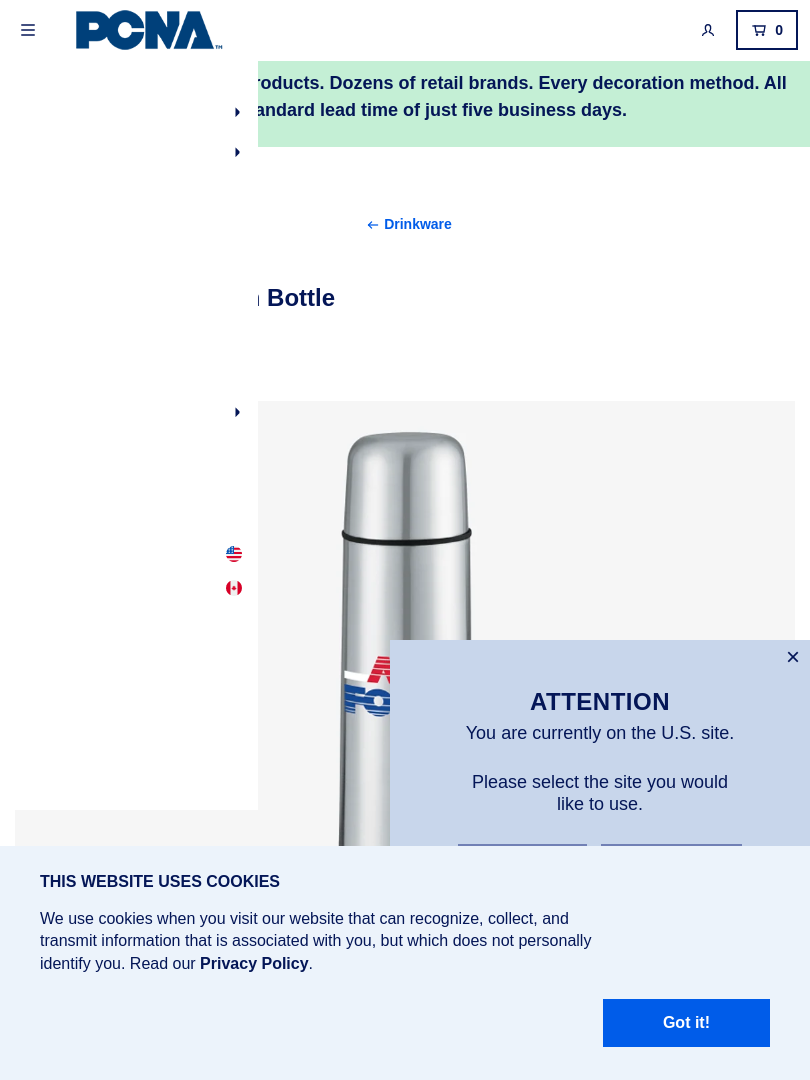 PCNA™
0
roducts. Dozens of retail brands. Every decoration method. All
andard lead time of just five business days.
← Drinkware
Bottle
ATTENTION
You are currently on the U.S. site.
Please select the site you would
like to use.
THIS WEBSITE USES COOKIES
We use cookies when you visit our website that can recognize, collect, and
transmit information that is associated with you, but which does not personally
identify you. Read our Privacy Policy.
Got it!